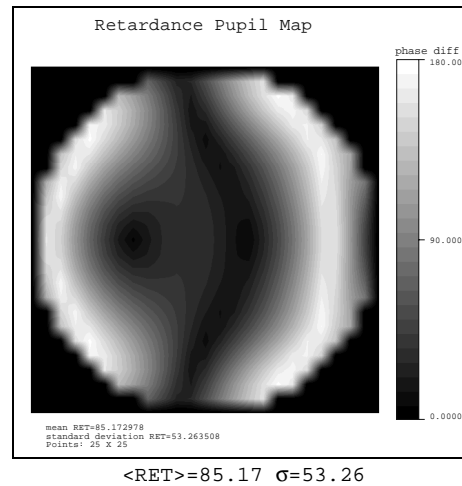 Retardance Pupil Map
phase diff
180.00
90.000
0.0000
mean RET=85.172978
standard deviation RET=53.263508
Points: 25 X 25
<RET>=85.17 σ=53.26